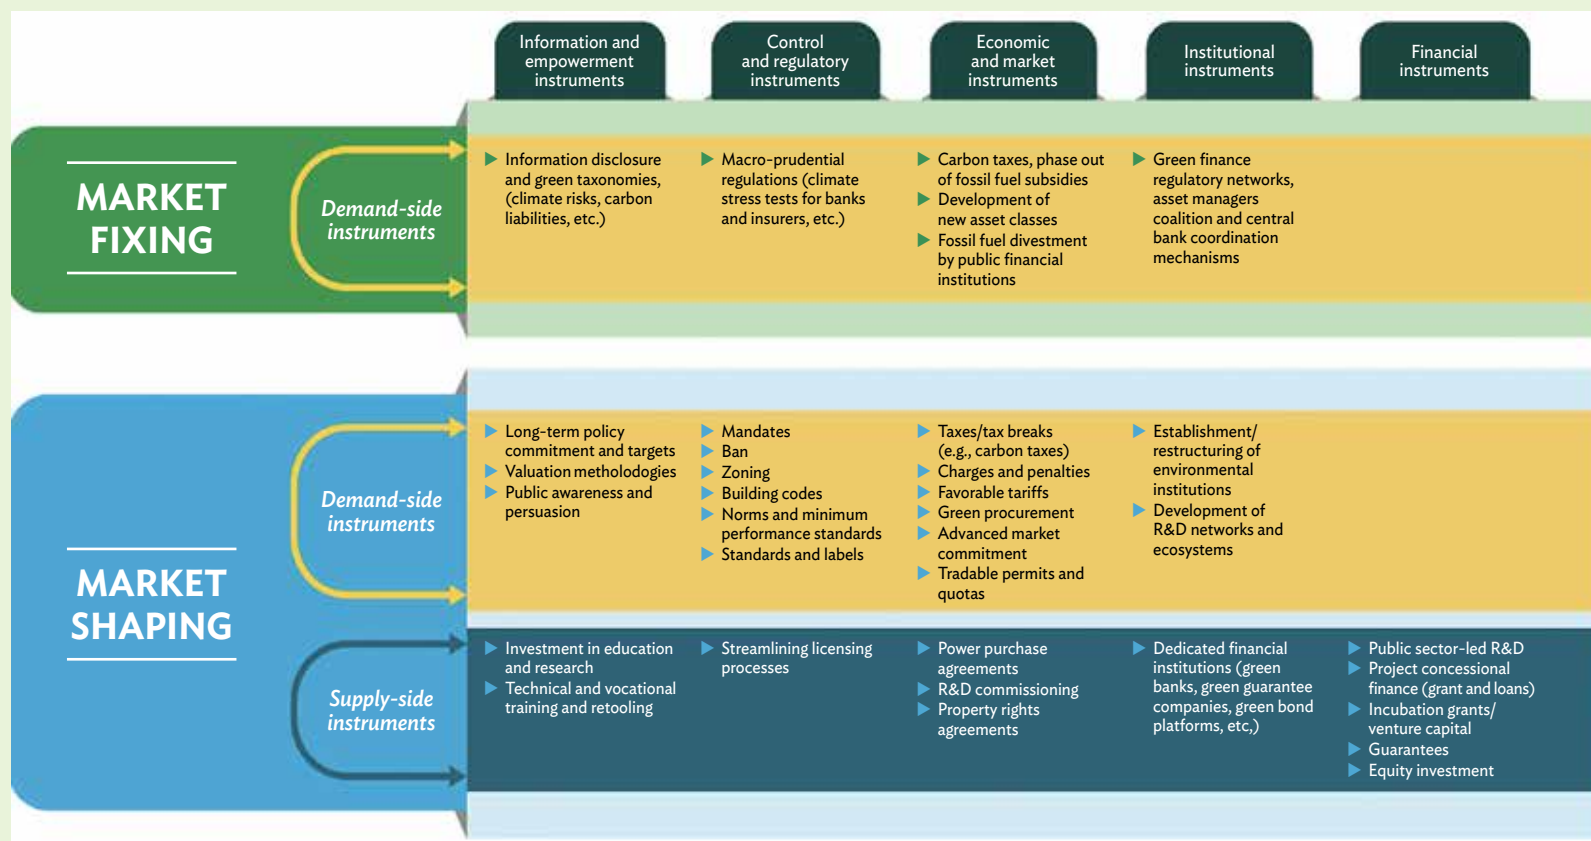 Information and
empowerment
instruments
Control
and regulatory
instruments
Economic
and market
instruments
Institutional
instruments
Financial
instruments
MARKET
FIXING
Demand-side
instruments
Information disclosure
and green taxonomies,
(climate risks, carbon
liabilities, etc.)
Macro-prudential
regulations (climate
stress tests for banks
and insurers, etc.)
Carbon taxes, phase out
of fossil fuel subsidies
Development of
new asset classes
Fossil fuel divestment
by public financial
institutions
Green finance
regulatory networks,
asset managers
coalition and central
bank coordination
mechanisms
MARKET
SHAPING
Demand-side
instruments
Long-term policy
commitment and targets
Valuation metholodogies
Public awareness and
persuasion
Mandates
Ban
Zoning
Building codes
Norms and minimum
performance standards
Standards and labels
Taxes/tax breaks
(e.g., carbon taxes)
Charges and penalties
Favorable tariffs
Green procurement
Advanced market
commitment
Tradable permits and
quotas
Establishment/
restructuring of
environmental
institutions
Development of
R&D networks and
ecosystems
Supply-side
instruments
Investment in education
and research
Technical and vocational
training and retooling
Streamlining licensing
processes
Power purchase
agreements
R&D commissioning
Property rights
agreements
Dedicated financial
institutions (green
banks, green guarantee
companies, green bond
platforms, etc,)
Public sector-led R&D
Project concessional
finance (grant and loans)
Incubation grants/
venture capital
Guarantees
Equity investment